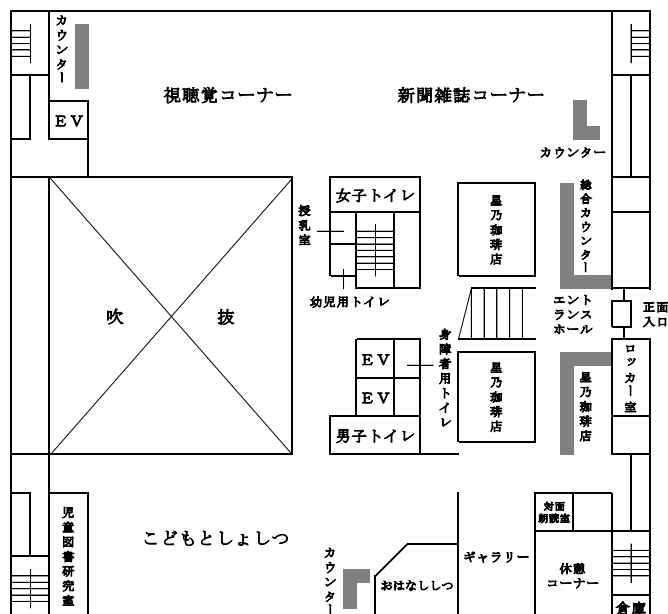 カウンター
視聴覚コーナー
新聞雑誌コーナー
EV
カウンター
女子トイレ
授乳室
星乃珈琲店
総合カウンター
幼児用トイレ
エント
ランス
ホール
正面
入口
吹抜
身障者用トイレ
EV
EV
星乃珈琲店
星乃珈琲店
ロッカー室
男子トイレ
児童図書研究室
こどもとしょしつ
カウンター
おはなししつ
ギャラリー
対面
朗読室
休憩
コーナー
倉庫